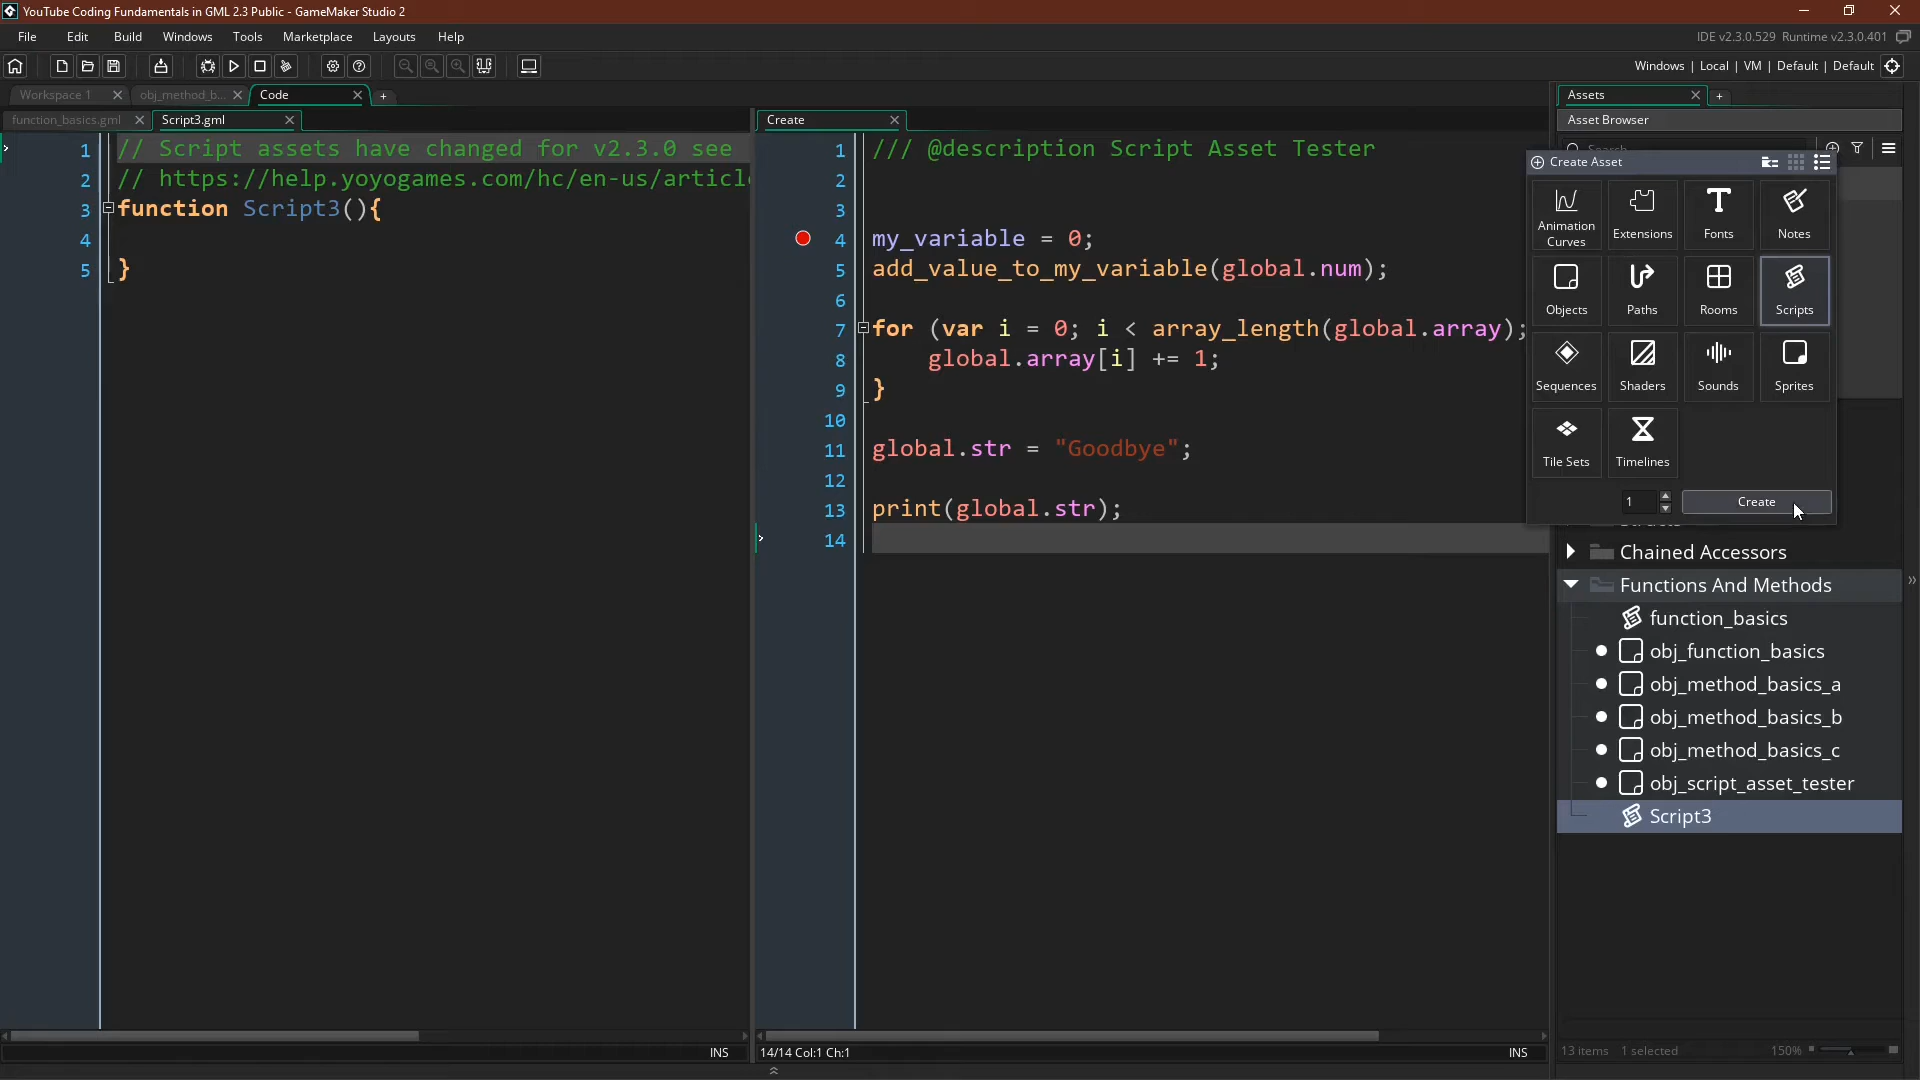 YouTube Coding Fundamentals in GML 2.3 Public - GameMaker Studio 2
File Edit Build Windows Tools Marketplace Layouts Help
IDE v2.3.0.529 Runtime v2.3.0.401
Windows | Local | VM | Default | Default
Workspace 1
obj_method_b...
Code
function_basics.gml
Script3.gml
1 // Script assets have changed for v2.3.0 see
2 // https://help.yoyogames.com/hc/en-us/articl
3 function Script3(){
4
5 }
INS
Create
1 /// @description Script Asset Tester
2
3
4 my_variable = 0;
5 add_value_to_my_variable(global.num);
6
7 for (var i = 0; i < array_length(global.array);
8 global.array[i] += 1;
9 }
10
11 global.str = "Goodbye";
12
13 print(global.str);
14
14/14 Col:1 Ch:1
INS
Assets
Asset Browser
Create Asset
Animation Curves
Extensions
Fonts
Notes
Objects
Paths
Rooms
Scripts
Sequences
Shaders
Sounds
Sprites
Tile Sets
Timelines
1
Create
Chained Accessors
Functions And Methods
function_basics
obj_function_basics
obj_method_basics_a
obj_method_basics_b
obj_method_basics_c
obj_script_asset_tester
Script3
13 items 1 selected
150%